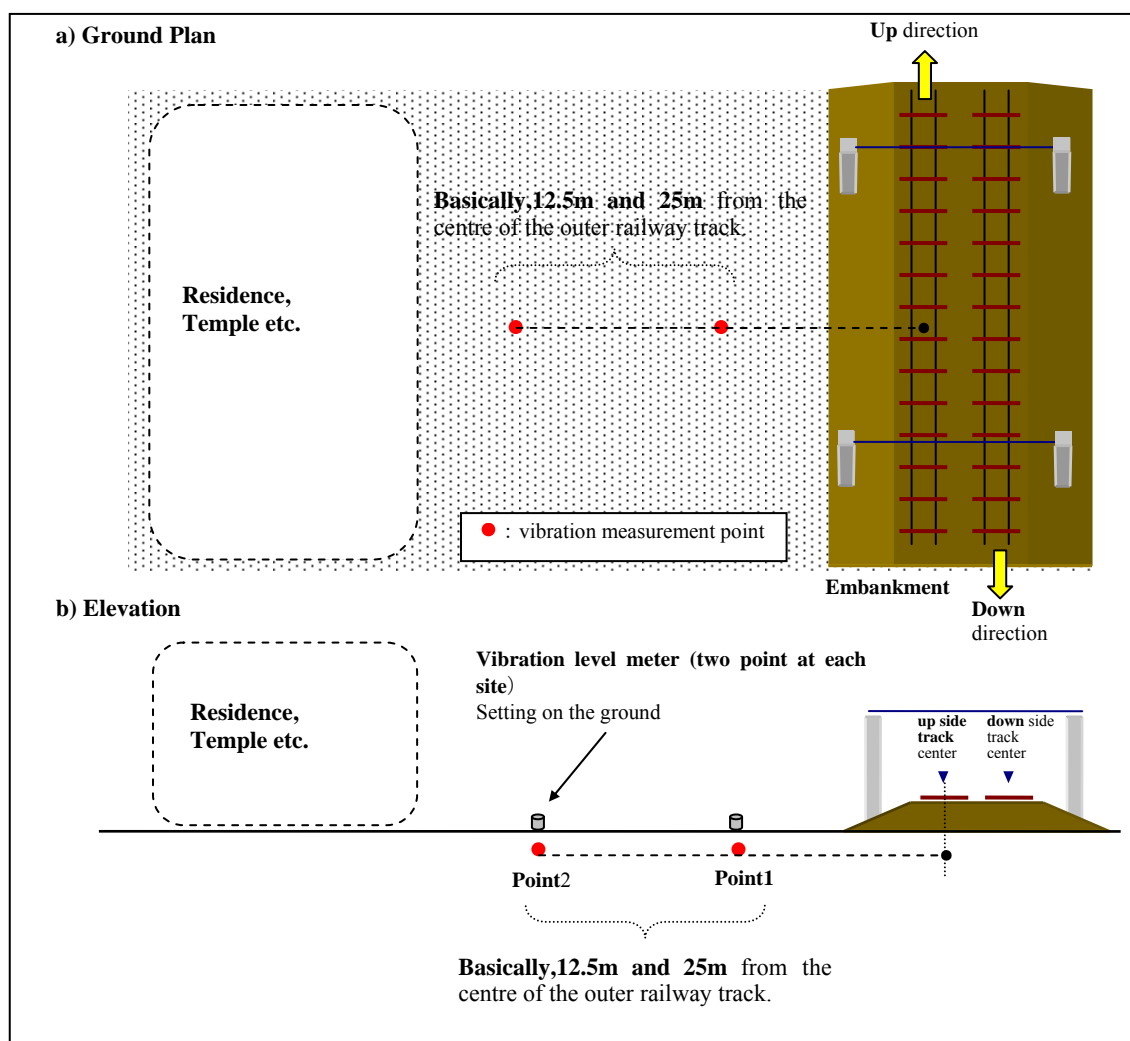 a) Ground Plan
Up direction
Basically,12.5m and 25m from the
centre of the outer railway track.
Residence,
Temple etc.
: vibration measurement point
Embankment
Down
direction
b) Elevation
Vibration level meter (two point at each
site）
Setting on the ground
Residence,
Temple etc.
up side
track
center
down side
track
center
Point2
Point1
Basically,12.5m and 25m from the
centre of the outer railway track.